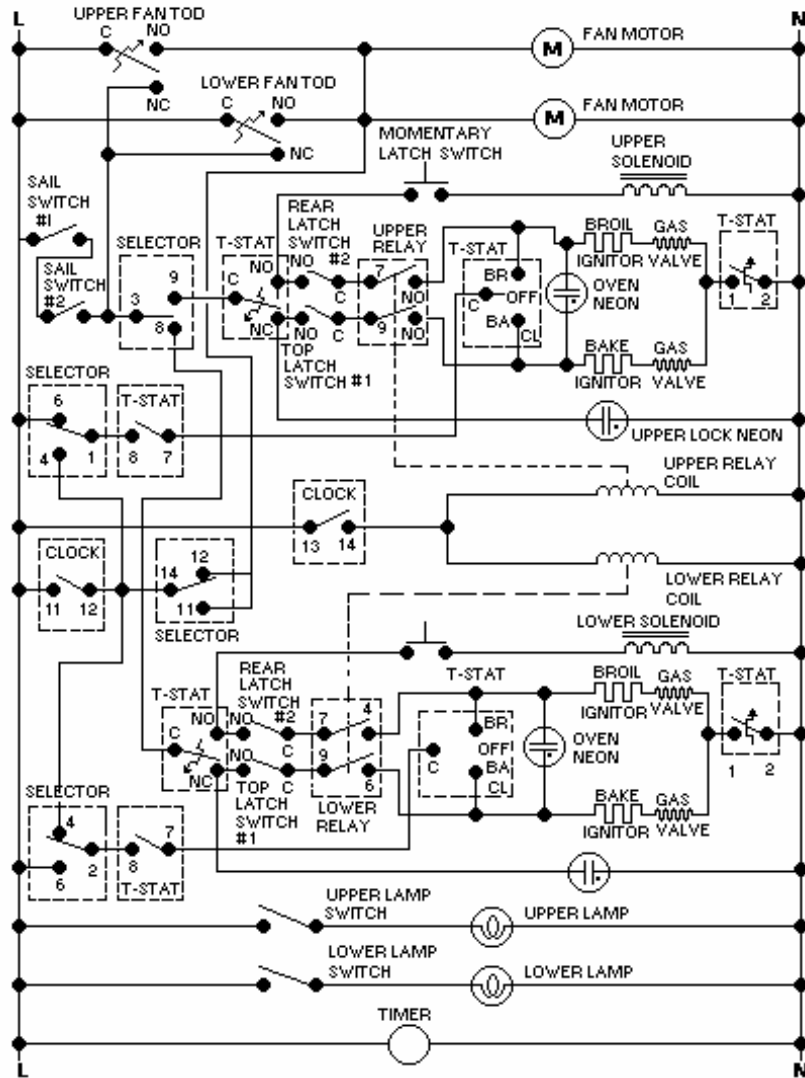 L
N
UPPER FAN TOD
C NO
NC
FAN MOTOR
M
LOWER FAN TOD
C NO
NC
FAN MOTOR
M
MOMENTARY
LATCH SWITCH
UPPER
SOLENOID
SAIL
SWITCH
#1
SAIL
SWITCH
#2
SELECTOR
9
3
8
T-STAT
NO
C
NC
REAR
LATCH
SWITCH
#2
NO
C
NO
C
TOP
LATCH
SWITCH #1
UPPER
RELAY
7
NO
9
NO
T-STAT
BR
OFF
C
BA
CL
OVEN
NEON
BROIL
IGNITOR
GAS
VALVE
BAKE
IGNITOR
GAS
VALVE
T-STAT
1 2
SELECTOR
6
4 1
T-STAT
8 7
UPPER LOCK NEON
UPPER RELAY
COIL
CLOCK
13 14
CLOCK
11 12
12
14
11
SELECTOR
LOWER RELAY
COIL
LOWER SOLENOID
T-STAT
NO
C
NC
REAR
LATCH
SWITCH
#2
NO
C
NO
C
TOP
LATCH
SWITCH
#1
7 4
9
6
LOWER
RELAY
T-STAT
BR
OFF
C
BA
CL
OVEN
NEON
BROIL
IGNITOR
GAS
VALVE
BAKE
IGNITOR
GAS
VALVE
T-STAT
1 2
SELECTOR
4
6 2
7
8
T-STAT
UPPER LAMP
SWITCH
UPPER LAMP
LOWER LAMP
SWITCH
LOWER LAMP
TIMER
L
N